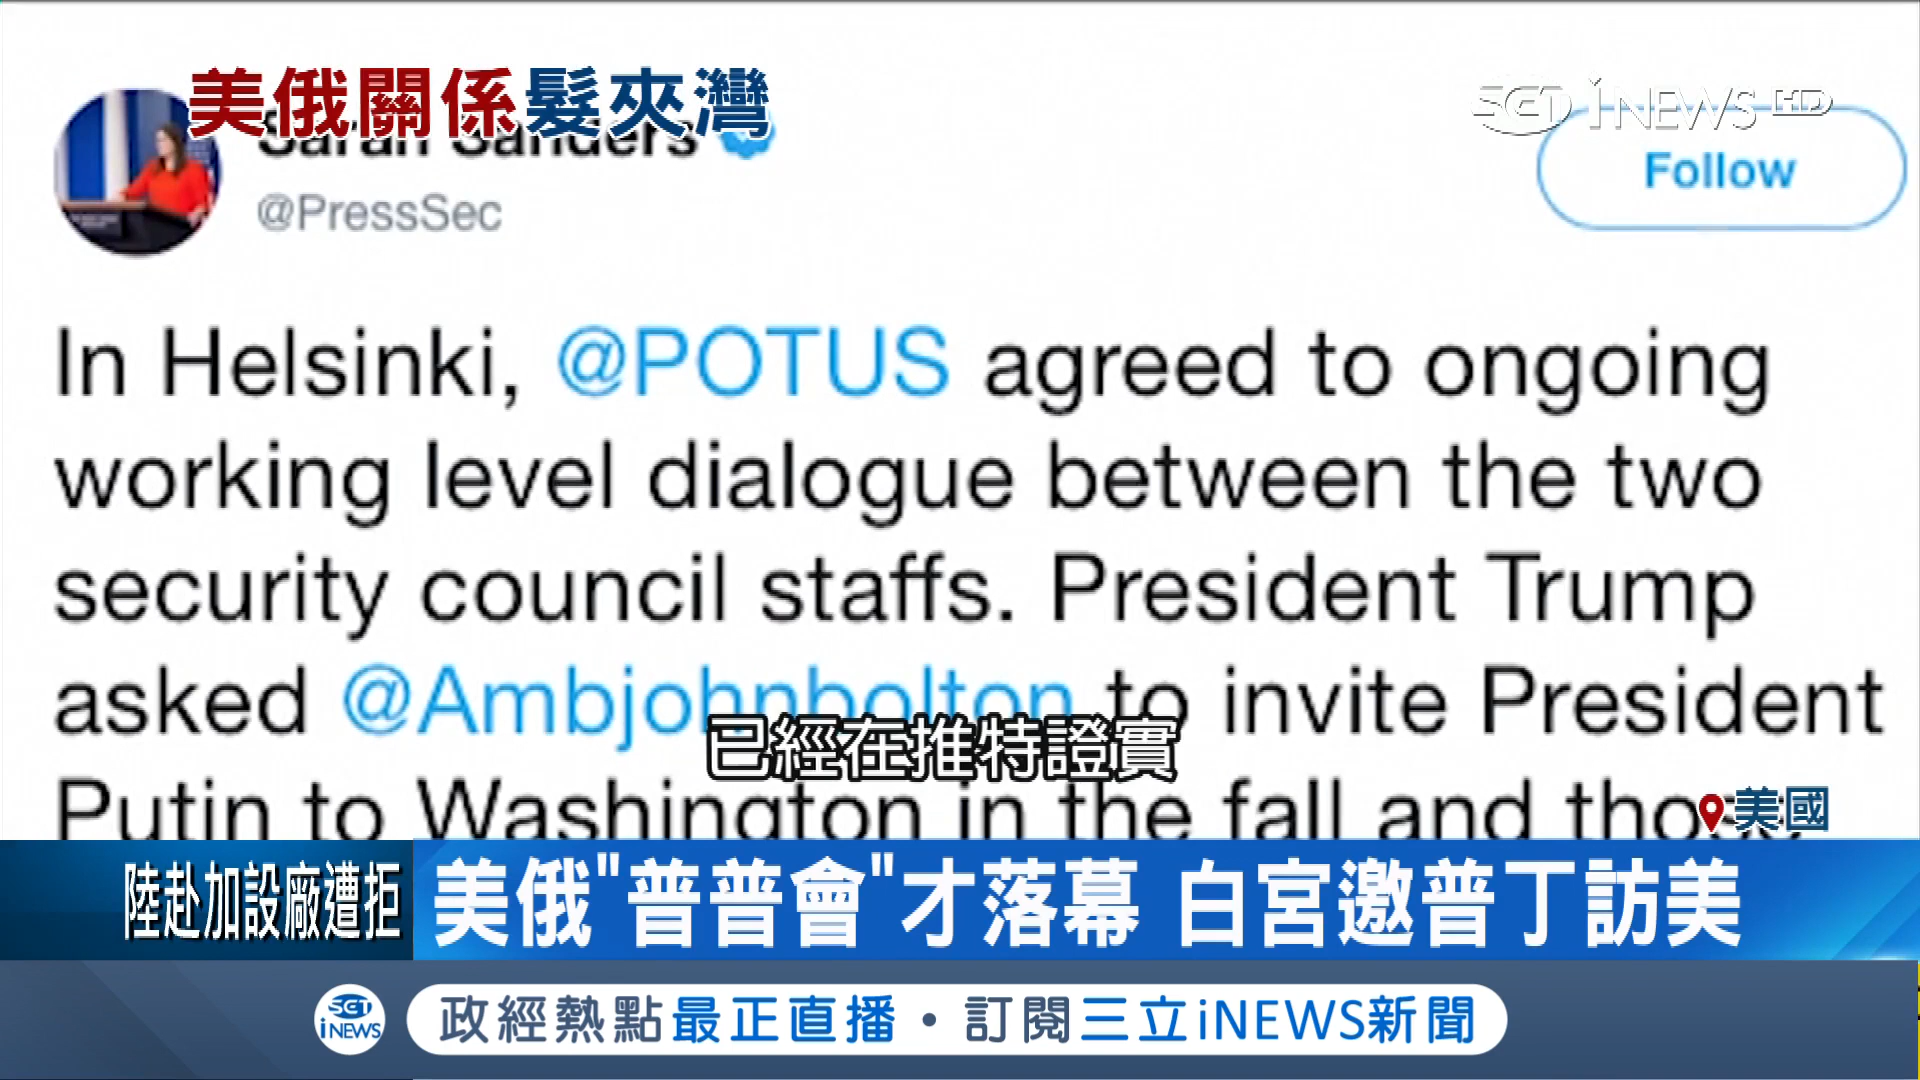 美俄關係髮夾灣
SET iNEWS HD
Sarah Sanders
@PressSec
Follow
In Helsinki, @POTUS agreed to ongoing
working level dialogue between the two
security council staffs. President Trump
asked @Ambjohnbolton to invite President
Putin to Washington in the fall and those
已經在推特證實
美國
陸赴加設廠遭拒
美俄"普普會"才落幕 白宮邀普丁訪美
SET iNEWS
政經熱點最正直播・訂閱三立iNEWS新聞